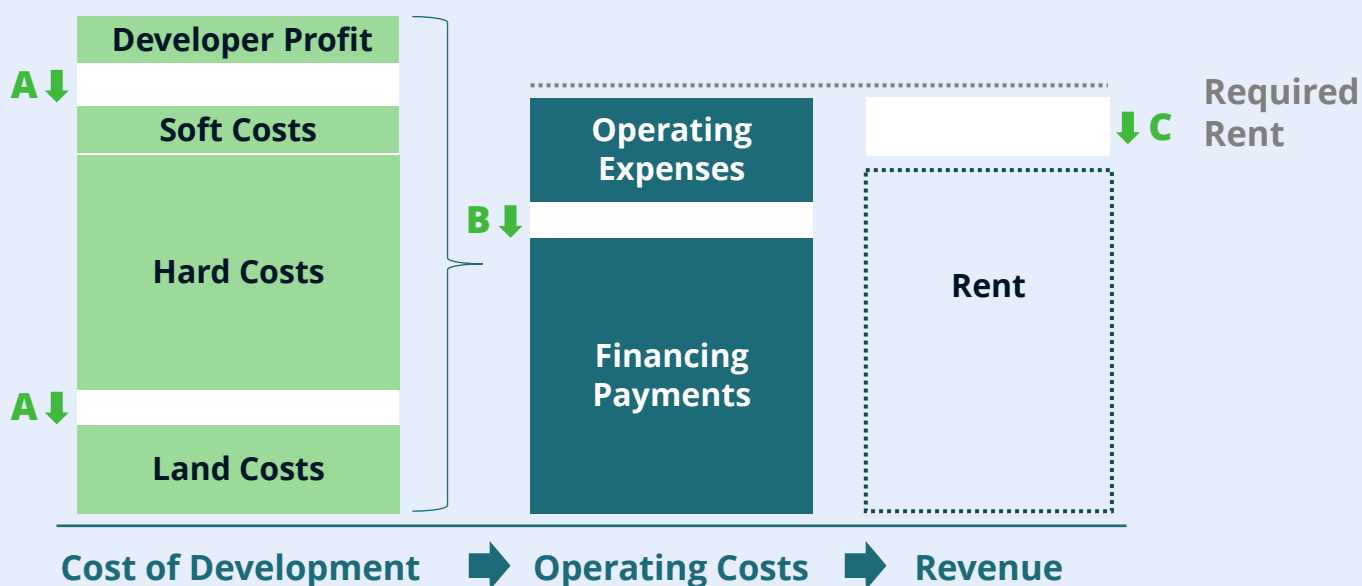 Developer Profit
A
Soft Costs
Hard Costs
A
Land Costs
Operating
Expenses
B
Financing
Payments
C
Rent
Required
Rent
Cost of Development
Operating Costs
Revenue